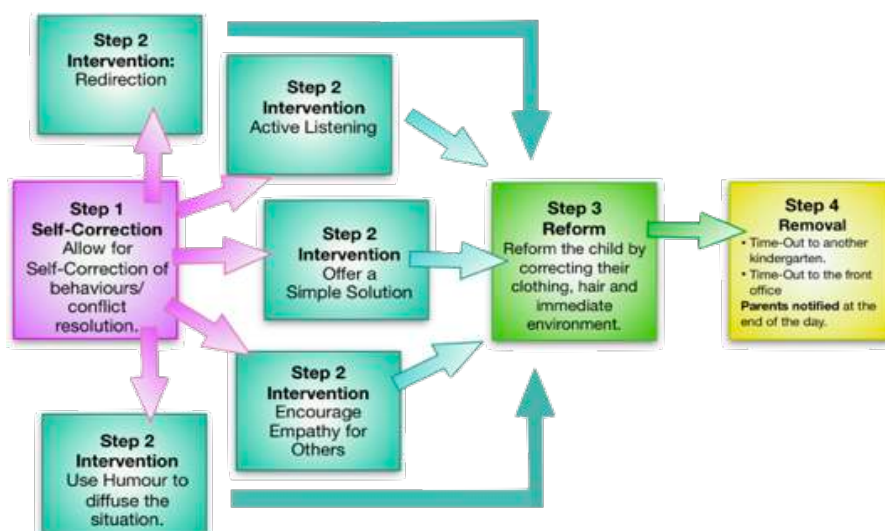 Step 2
Intervention:
Redirection
Step 2
Intervention
Active Listening
Step 1
Self-Correction
Allow for
Self-Correction of
behaviours/
conflict
resolution.
Step 2
Intervention
Offer a
Simple Solution
Step 2
Intervention
Encourage
Empathy for
Others
Step 2
Intervention
Use Humour to
diffuse the
situation.
Step 3
Reform
Reform the child by
correcting their
clothing, hair and
immediate
environment.
Step 4
Removal
• Time-Out to another
kindergarten.
• Time-Out to the front
office
Parents notified at the
end of the day.